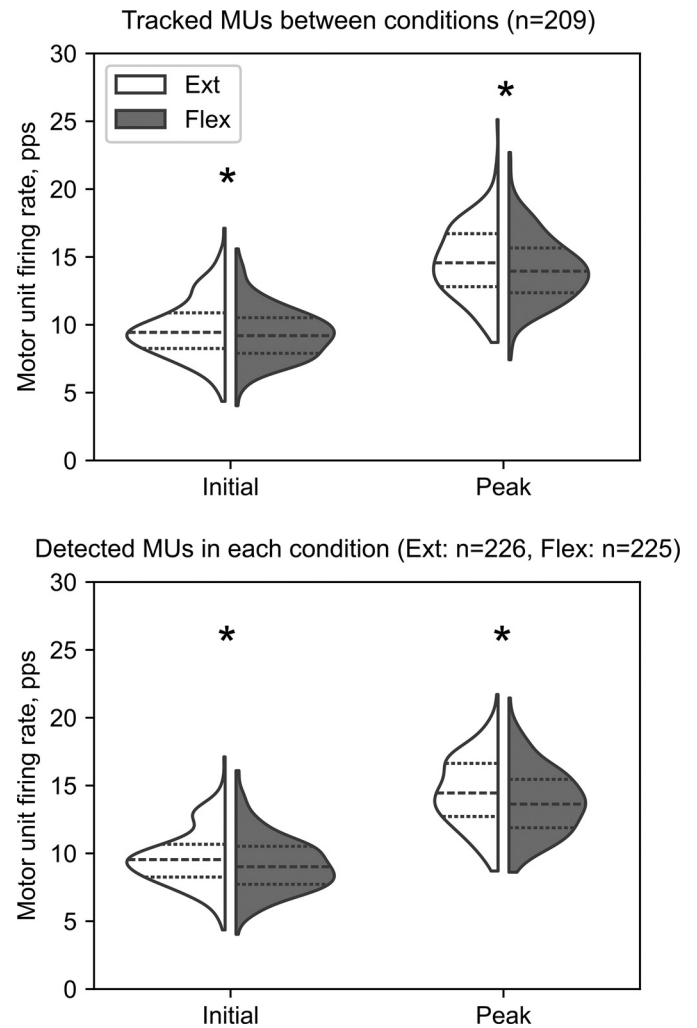 Tracked MUs between conditions (n=209)
30
25
20
15
10
5
0
Motor unit firing rate, pps
Ext
Flex
*
*
Initial
Peak
Detected MUs in each condition (Ext: n=226, Flex: n=225)
30
25
20
15
10
5
0
Motor unit firing rate, pps
*
*
Initial
Peak